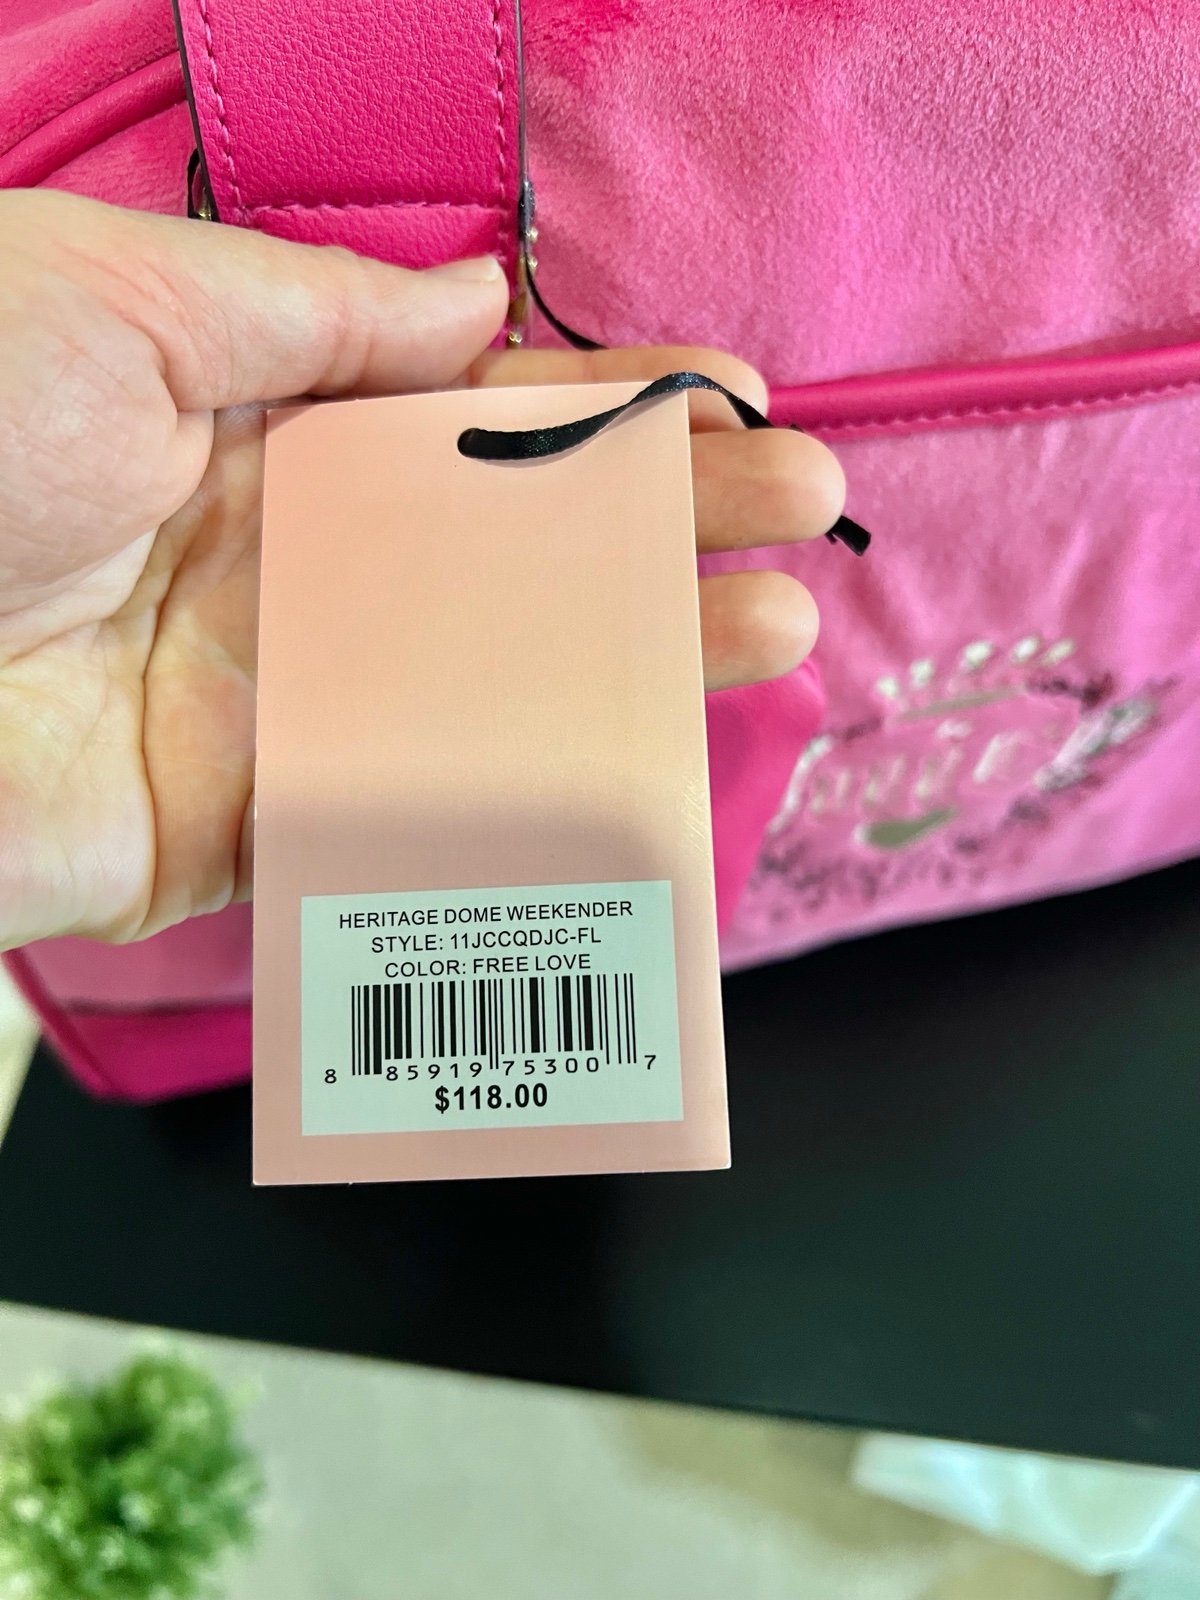 HERITAGE DOME WEEKENDER
STYLE: 11JCCQDJC-FL
COLOR: FREE LOVE
8 85919 75300 7
$118.00